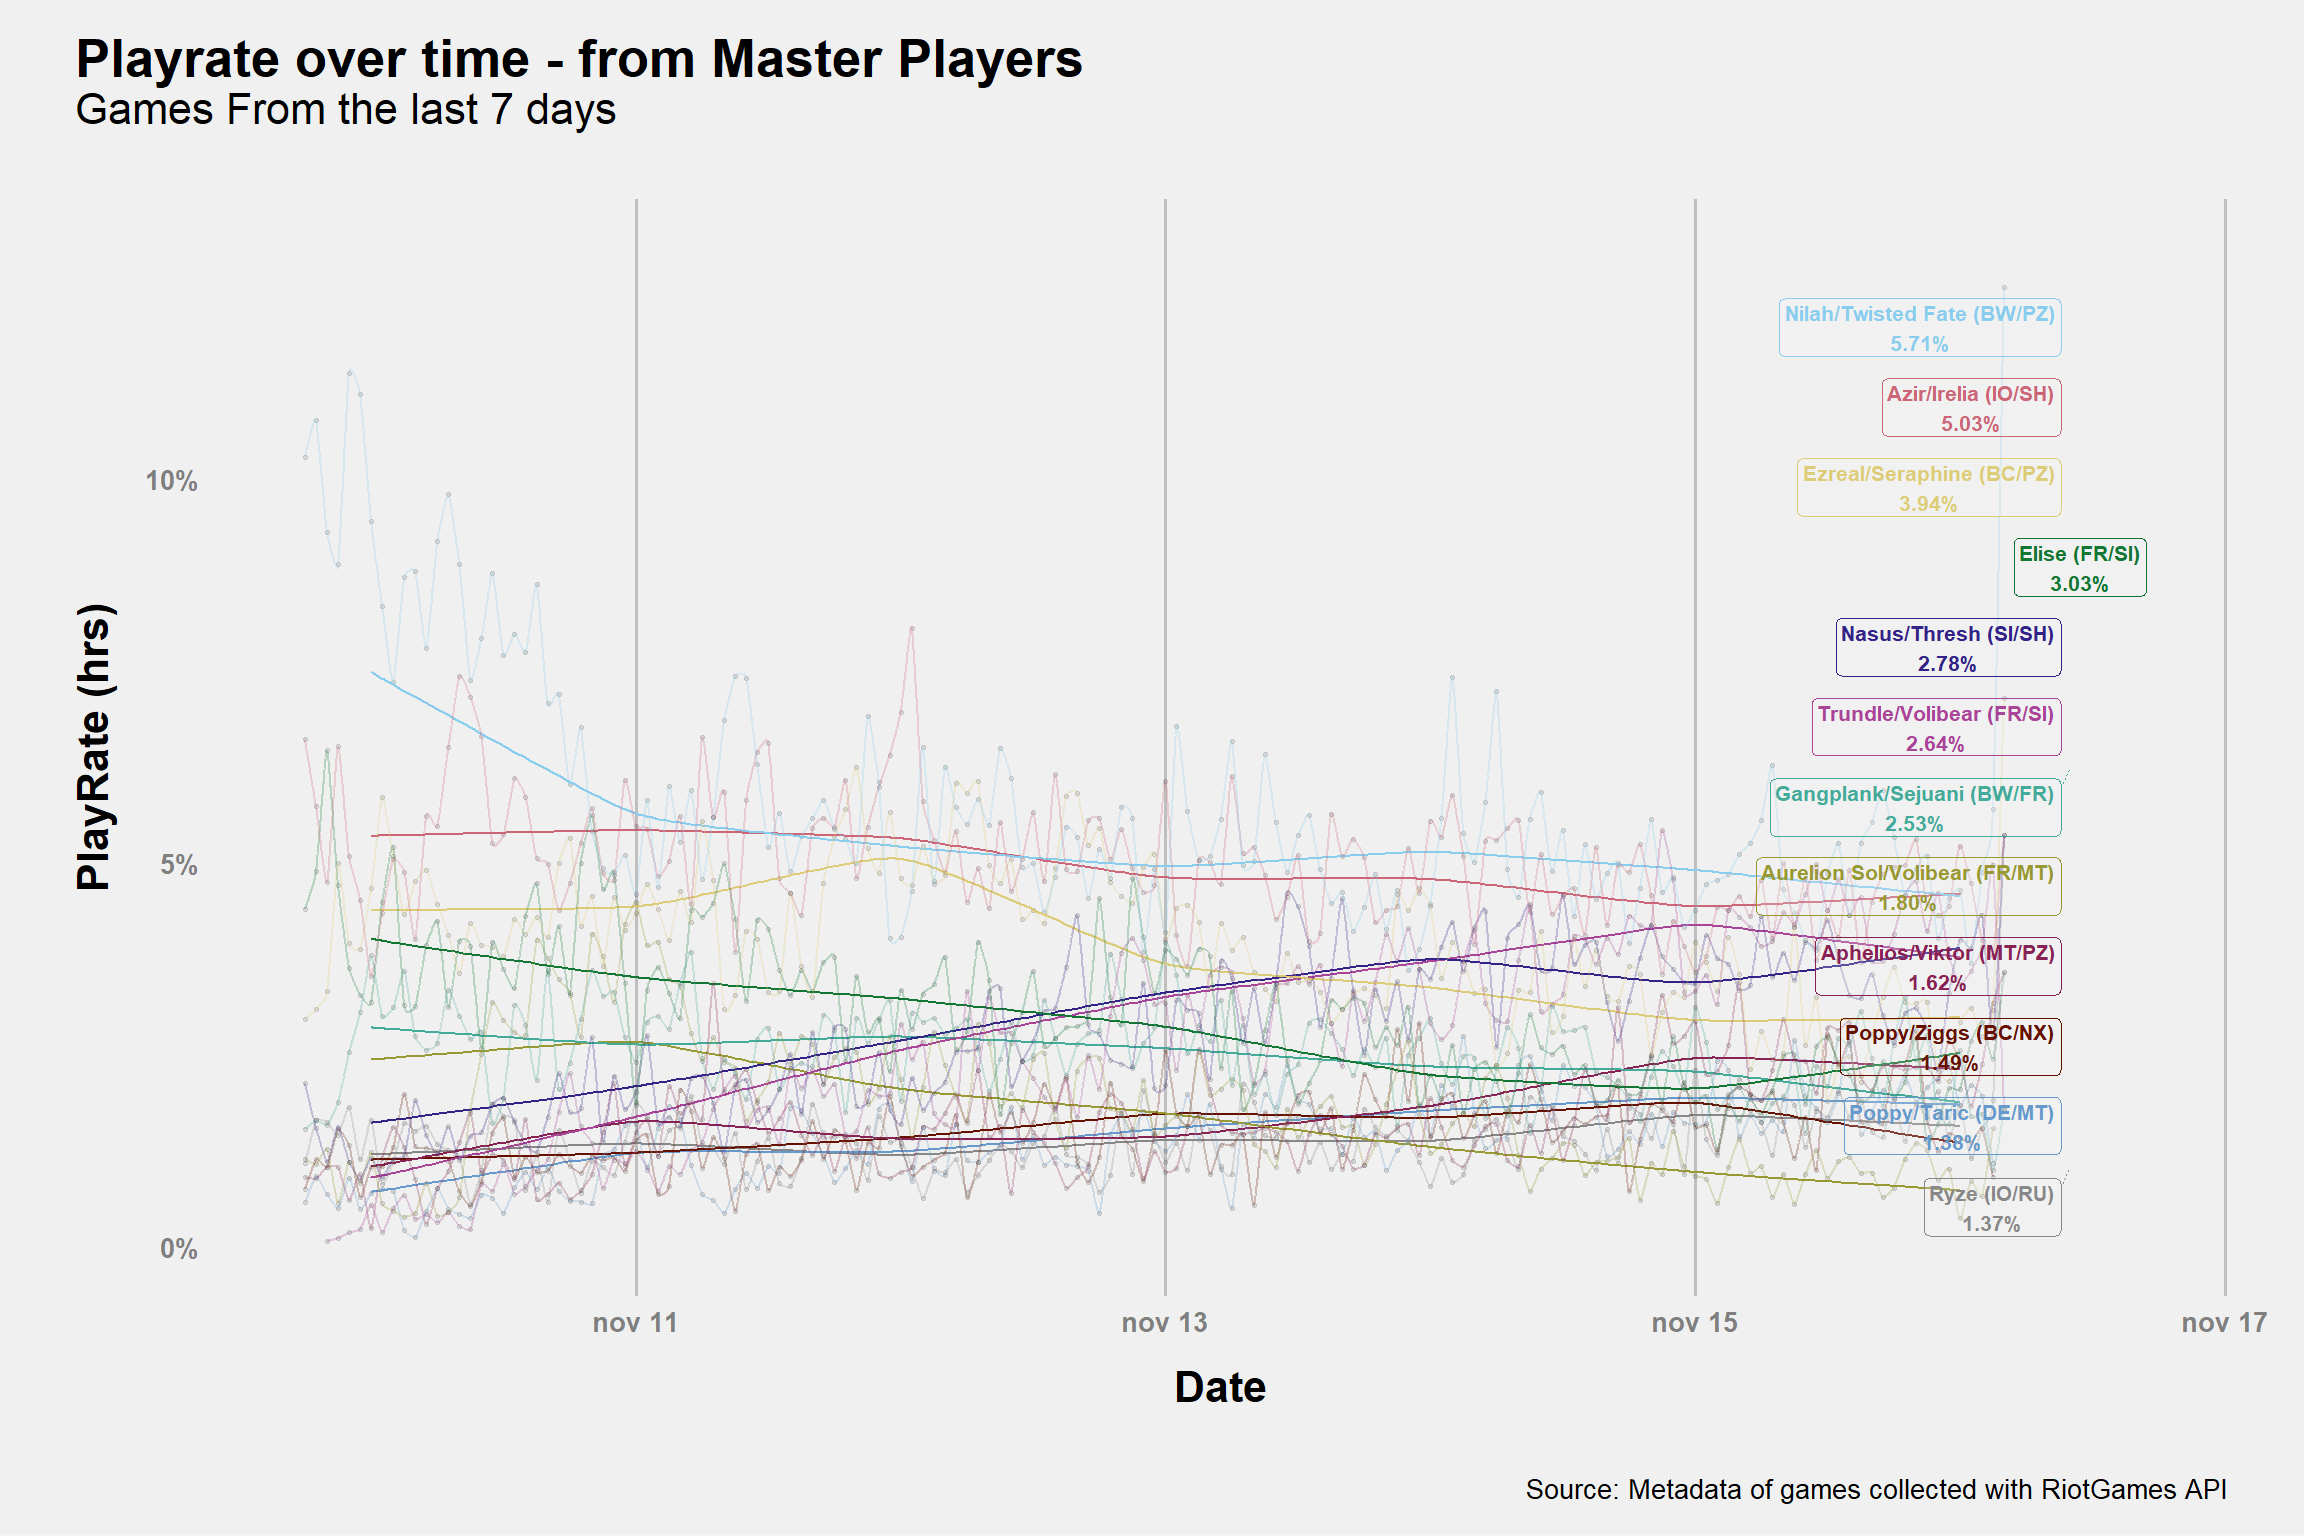 Playrate over time - from Master Players
Games From the last 7 days
PlayRate (hrs)
10%
5%
0%
Nilah/Twisted Fate (BW/PZ)
5.71%
Azir/Irelia (IO/SH)
5.03%
Ezreal/Seraphine (BC/PZ)
3.94%
Elise (FR/SI)
3.03%
Nasus/Thresh (SI/SH)
2.78%
Trundle/Volibear (FR/SI)
2.64%
Gangplank/Sejuani (BW/FR)
2.53%
Aurelion Sol/Volibear (FR/MT)
1.80%
Aphelios/Viktor (MT/PZ)
1.62%
Poppy/Ziggs (BC/NX)
1.49%
Poppy/Taric (DE/MT)
1.38%
Ryze (IO/RU)
1.37%
nov 11
nov 13
nov 15
nov 17
Date
Source: Metadata of games collected with RiotGames API